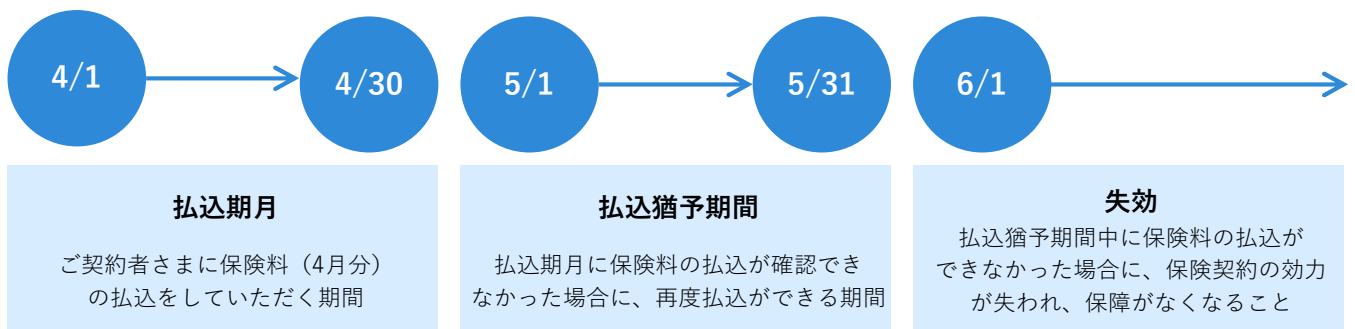 4/1
4/30
5/1
5/31
6/1
払込期月
ご契約者さまに保険料（4月分）
の払込をしていただく期間
払込猶予期間
払込期月に保険料の払込が確認でき
なかった場合に、再度払込ができる期間
失効
払込猶予期間中に保険料の払込が
できなかった場合に、保険契約の効力
が失われ、保障がなくなること